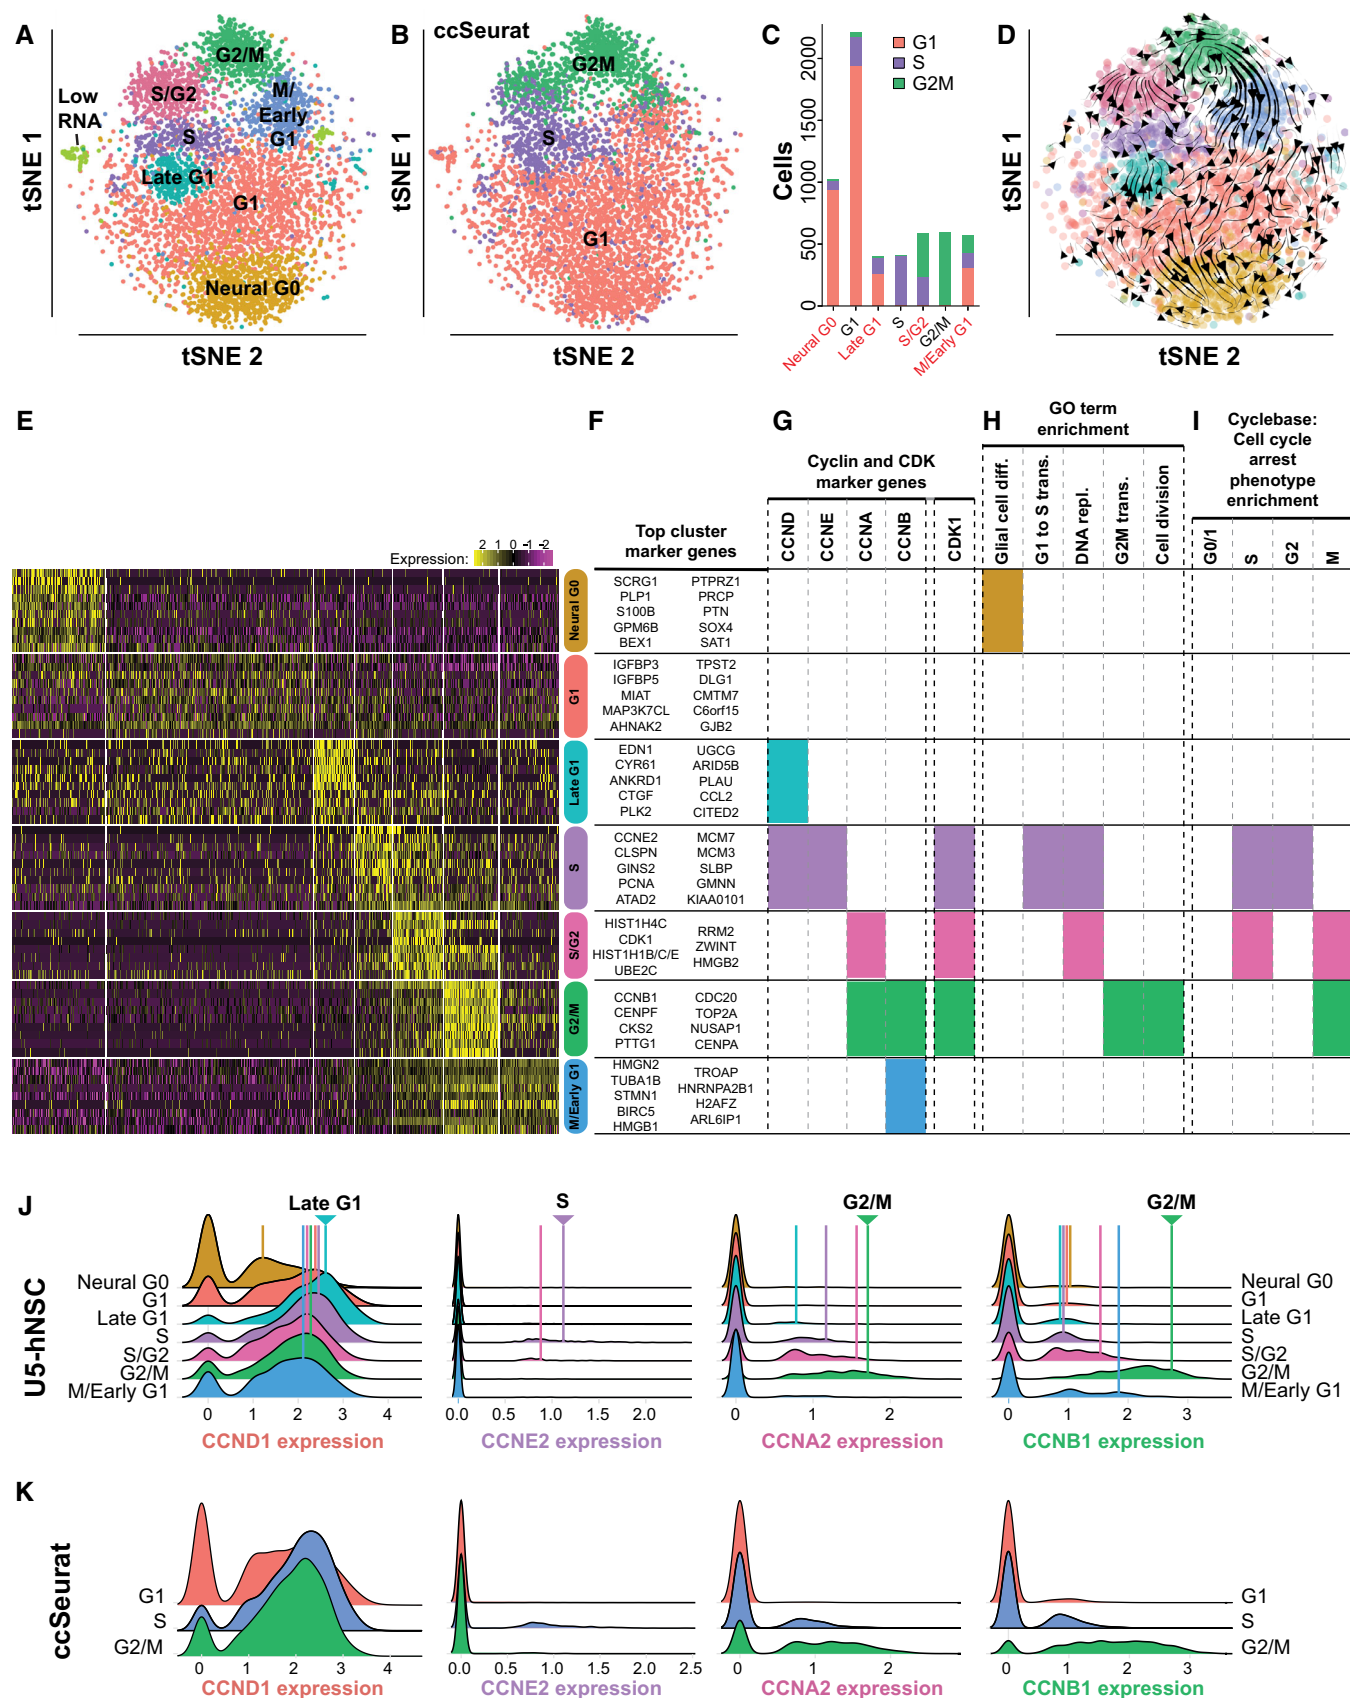 A
G2/M
S/G2
M/
Early
G1
S
Late G1
G1
Neural G0
Low
RNA
tSNE 1
tSNE 2
B
ccSeurat
G2M
S
G1
tSNE 1
tSNE 2
C
G1
S
G2M
Cells
0
500
1000
2000
Neural G0
G1
Late G1
S
S/G2
G2/M
M/Early G1
D
tSNE 1
tSNE 2
E
Expression:
2 1 0 -1 -2
Neural G0
G1
Late G1
S
S/G2
G2/M
M/Early G1
F
Top cluster
marker genes
SCRG1 PTPRZ1
PLP1 PRCP
S100B PTN
GPM6B SOX4
BEX1 SAT1
IGFBP3 TPST2
IGFBP5 DLG1
MIAT CMTM7
MAP3K7CL C6orf15
AHNAK2 GJB2
EDN1 UGCG
CYR61 ARID5B
ANKRD1 PLAU
CTGF CCL2
PLK2 CITED2
CCNE2 MCM7
CLSPN MCM3
GINS2 SLBP
PCNA GMNN
ATAD2 KIAA0101
HIST1H4C
CDK1
HIST1H1B/C/E
UBE2C
RRM2
ZWINT
HMGB2
CCNB1 CDC20
CENPF TOP2A
CKS2 NUSAP1
PTTG1 CENPA
HMGN2
TUBA1B
STMN1
BIRC5
HMGB1
TROAP
HNRNPA2B1
H2AFZ
ARL6IP1
G
Cyclin and CDK
marker genes
CCND
CCNE
CCNA
CCNB
CDK1
H
GO term
enrichment
Glial cell diff.
G1 to S trans.
DNA repl.
G2M trans.
Cell division
I
Cyclebase:
Cell cycle
arrest
phenotype
enrichment
G0/1
S
G2
M
J
U5-hNSC
Late G1
S
G2/M
G2/M
Neural G0
G1
Late G1
S
S/G2
G2/M
M/Early G1
Neural G0
G1
Late G1
S
S/G2
G2/M
M/Early G1
0 1 2 3 4
CCND1 expression
0.0 0.5 1.0 1.5 2.0
CCNE2 expression
0 1 2
CCNA2 expression
0 1 2 3
CCNB1 expression
K
ccSeurat
G1
S
G2/M
G1
S
G2/M
0 1 2 3 4
CCND1 expression
0.0 0.5 1.0 1.5 2.0 2.5
CCNE2 expression
0 1 2
CCNA2 expression
0 1 2 3
CCNB1 expression